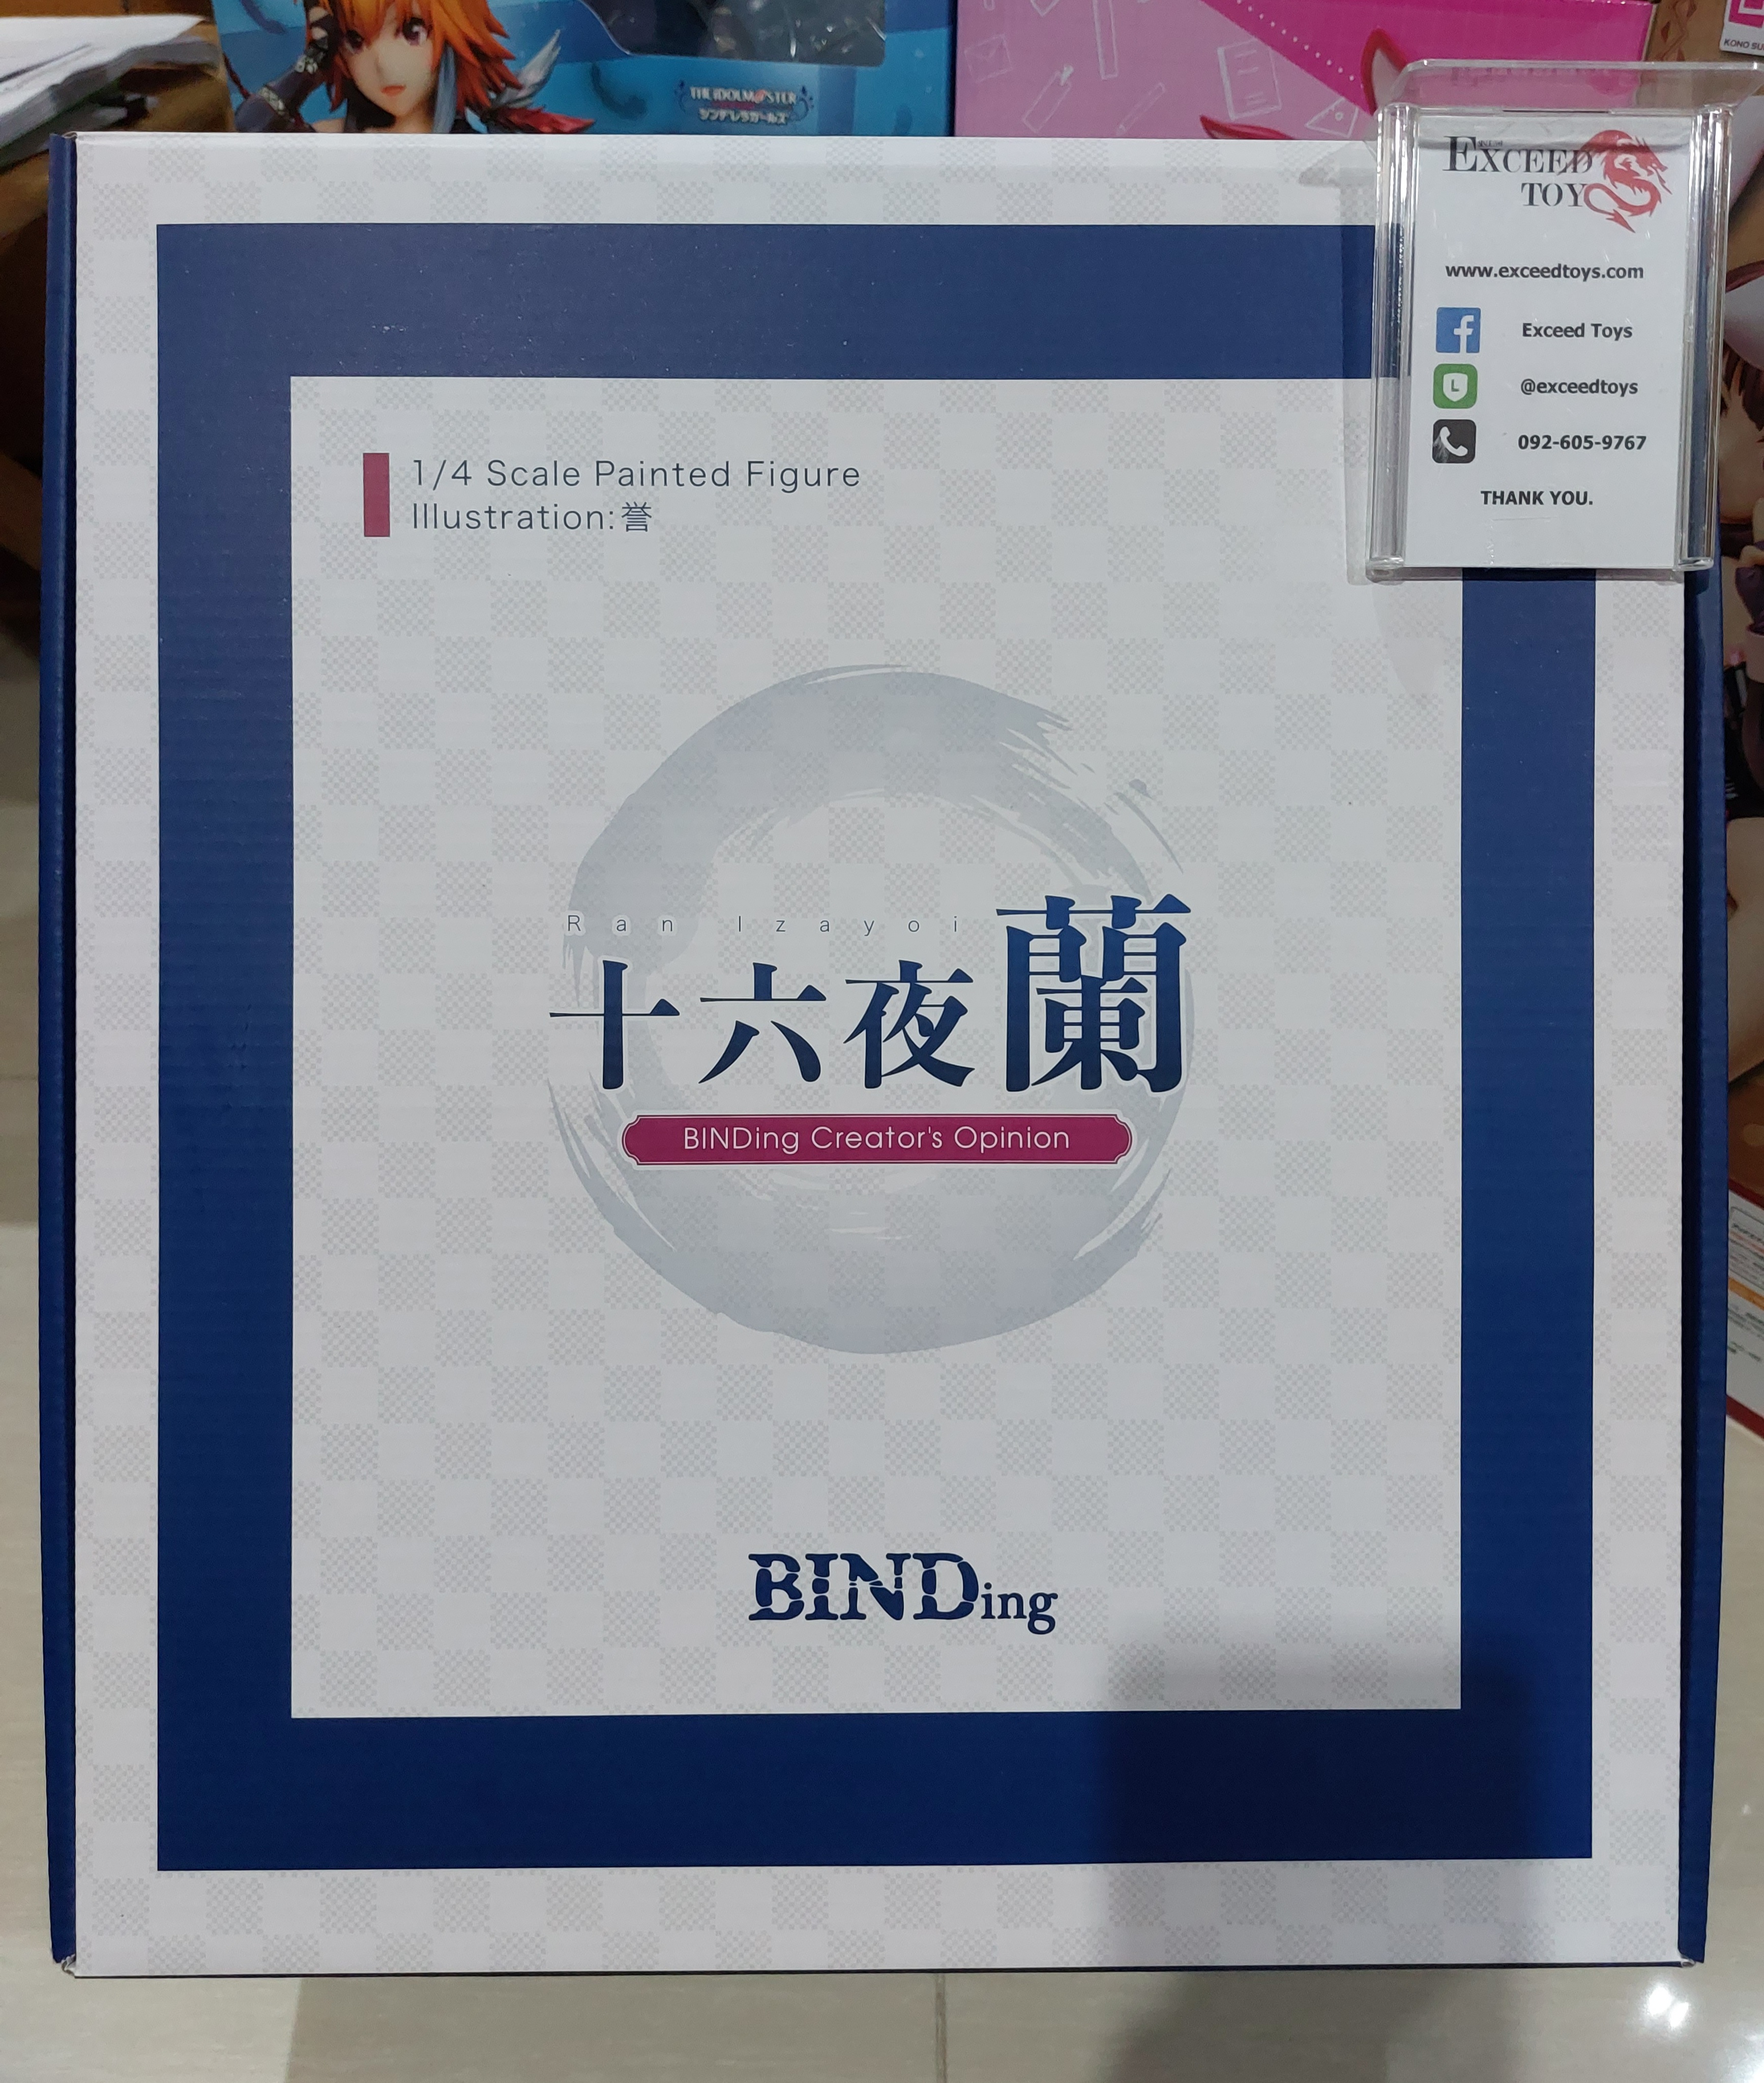 THE IDOLM@STER
シンデレラガールズ
KONO SU
EXCEED
TOY
www.exceedtoys.com
Exceed Toys
L
@exceedtoys
092-605-9767
THANK YOU.
1/4 Scale Painted Figure
Illustration:誉
Ran Izayoi
十六夜蘭
BINDing Creator's Opinion
BINDing